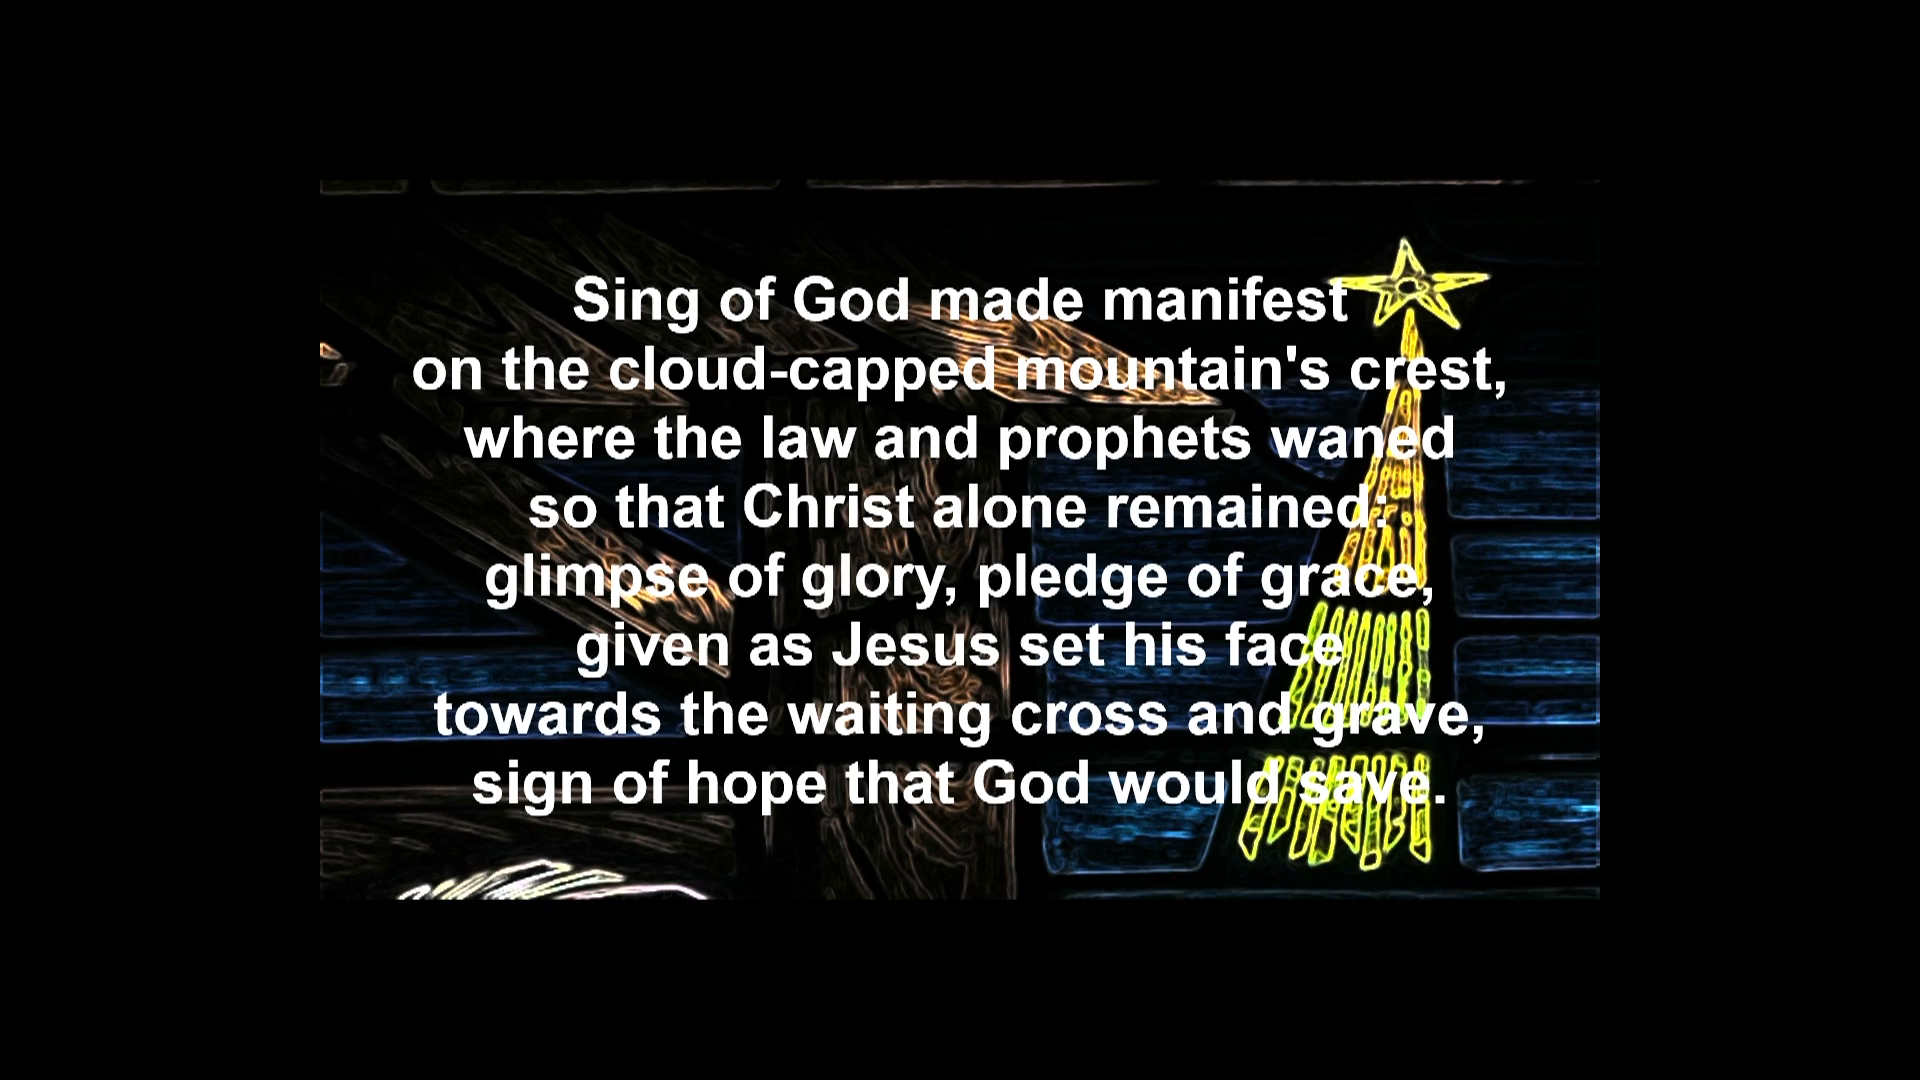 Sing of God made manifest
on the cloud-capped mountain's crest,
where the law and prophets waned
so that Christ alone remained:
glimpse of glory, pledge of grace,
given as Jesus set his face
towards the waiting cross and grave,
sign of hope that God would save.